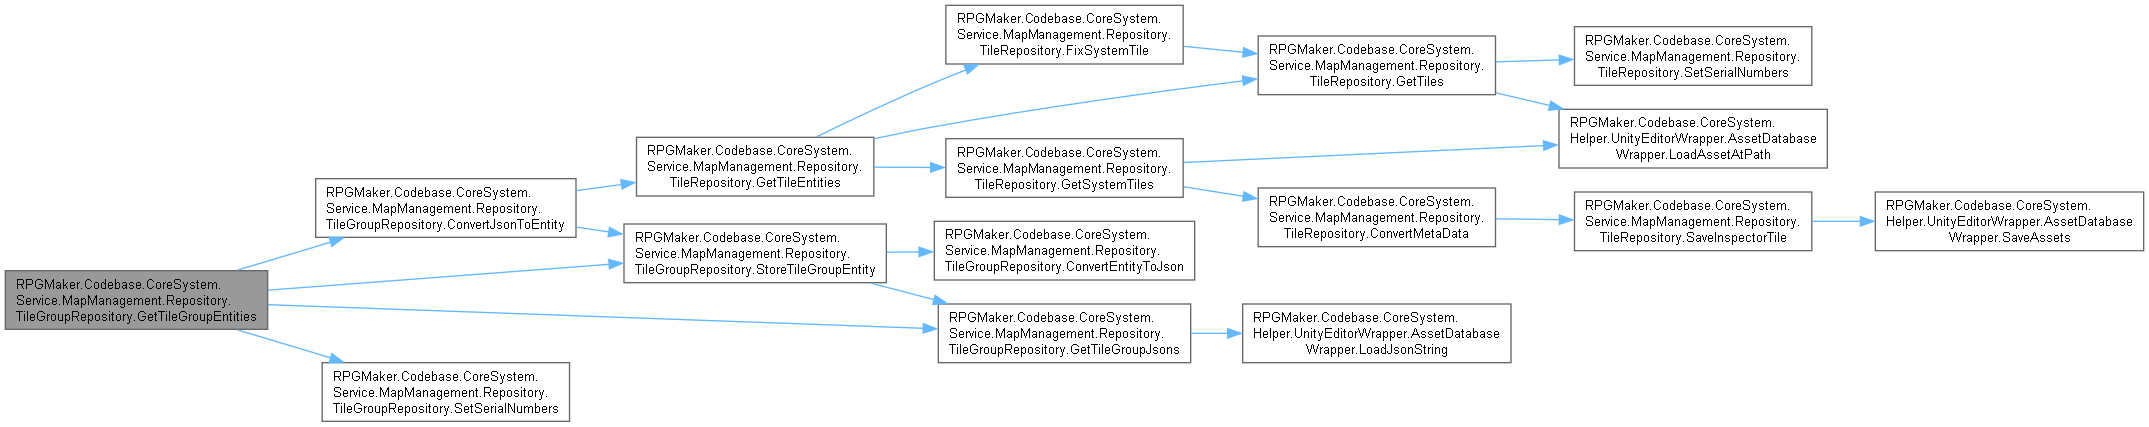 RPGMaker.Codebase.CoreSystem.
Service.MapManagement.Repository.
TileGroupRepository.GetTileGroupEntities
RPGMaker.Codebase.CoreSystem.
Service.MapManagement.Repository.
TileGroupRepository.ConvertJsonToEntity
RPGMaker.Codebase.CoreSystem.
Service.MapManagement.Repository.
TileRepository.GetTileEntities
RPGMaker.Codebase.CoreSystem.
Service.MapManagement.Repository.
TileRepository.FixSystemTile
RPGMaker.Codebase.CoreSystem.
Service.MapManagement.Repository.
TileRepository.GetTiles
RPGMaker.Codebase.CoreSystem.
Service.MapManagement.Repository.
TileRepository.SetSerialNumbers
RPGMaker.Codebase.CoreSystem.
Helper.UnityEditorWrapper.AssetDatabase
Wrapper.LoadAssetAtPath
RPGMaker.Codebase.CoreSystem.
Service.MapManagement.Repository.
TileRepository.GetSystemTiles
RPGMaker.Codebase.CoreSystem.
Service.MapManagement.Repository.
TileRepository.ConvertMetaData
RPGMaker.Codebase.CoreSystem.
Service.MapManagement.Repository.
TileRepository.SaveInspectorTile
RPGMaker.Codebase.CoreSystem.
Helper.UnityEditorWrapper.AssetDatabase
Wrapper.SaveAssets
RPGMaker.Codebase.CoreSystem.
Service.MapManagement.Repository.
TileGroupRepository.StoreTileGroupEntity
RPGMaker.Codebase.CoreSystem.
Service.MapManagement.Repository.
TileGroupRepository.ConvertEntityToJson
RPGMaker.Codebase.CoreSystem.
Service.MapManagement.Repository.
TileGroupRepository.GetTileGroupJsons
RPGMaker.Codebase.CoreSystem.
Helper.UnityEditorWrapper.AssetDatabase
Wrapper.LoadJsonString
RPGMaker.Codebase.CoreSystem.
Service.MapManagement.Repository.
TileGroupRepository.SetSerialNumbers